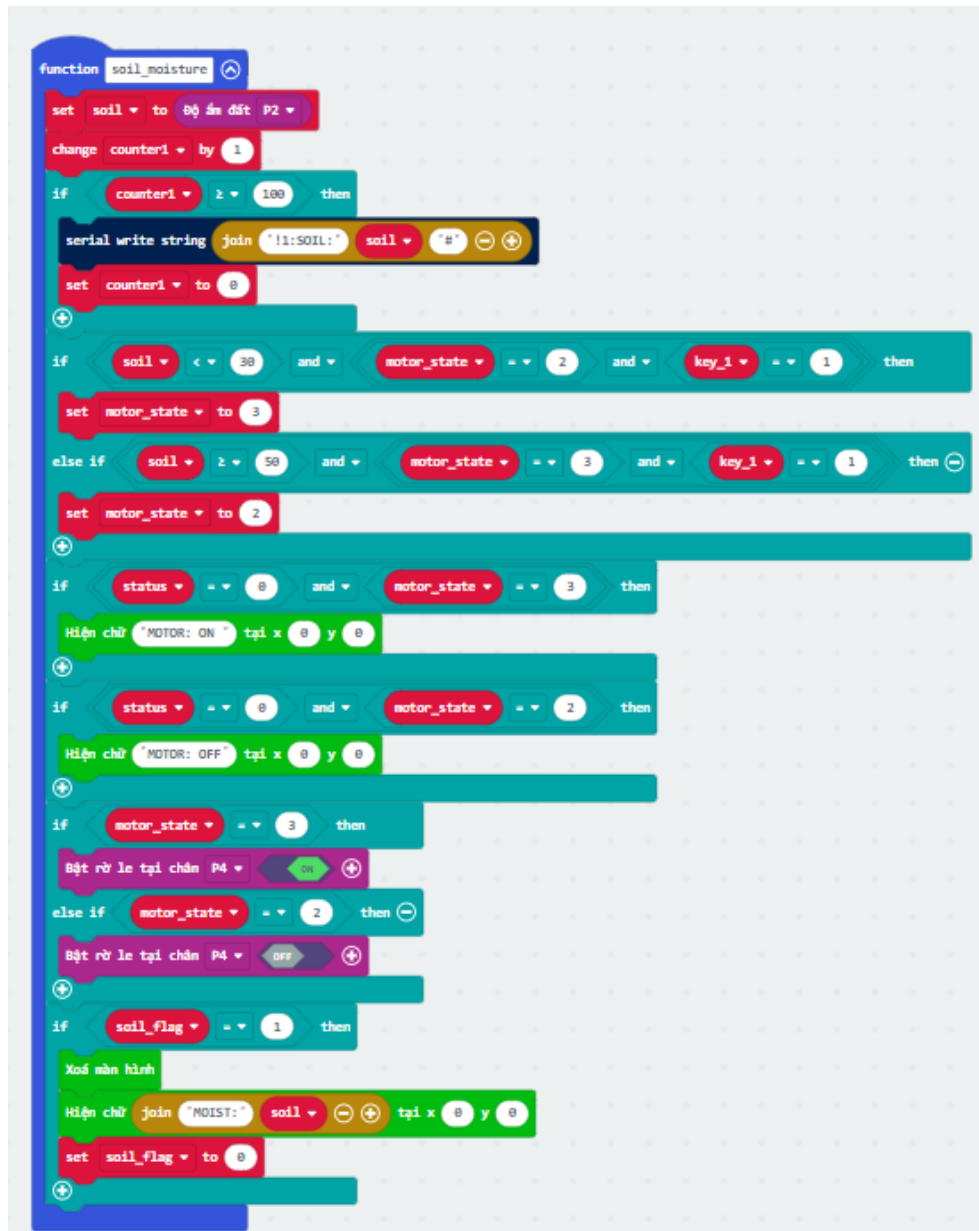 function soil_moisture
set soil to Độ ẩm đất P2
change counter1 by 1
if counter1 ≥ 100 then
serial write string join "!1:SOIL:" soil "#"
set counter1 to 0
if soil < 30 and motor_state = 2 and key_1 = 1 then
set motor_state to 3
else if soil ≥ 50 and motor_state = 3 and key_1 = 1 then
set motor_state to 2
if status = 0 and motor_state = 3 then
Hiện chữ "MOTOR: ON " tại x 0 y 0
if status = 0 and motor_state = 2 then
Hiện chữ "MOTOR: OFF" tại x 0 y 0
if motor_state = 3 then
Bật rờ le tại chân P4 ON
else if motor_state = 2 then
Bật rờ le tại chân P4 OFF
if soil_flag = 1 then
Xoá màn hình
Hiện chữ join "MOIST:" soil tại x 0 y 0
set soil_flag to 0